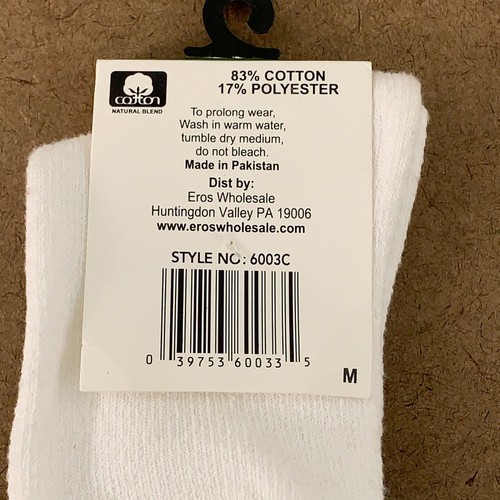 cotton
NATURAL BLEND
83% COTTON
17% POLYESTER
To prolong wear,
Wash in warm water,
tumble dry medium,
do not bleach.
Made in Pakistan
Dist by:
Eros Wholesale
Huntingdon Valley PA 19006
www.eroswholesale.com
STYLE NO: 6003C
0 39753 60033 5
M